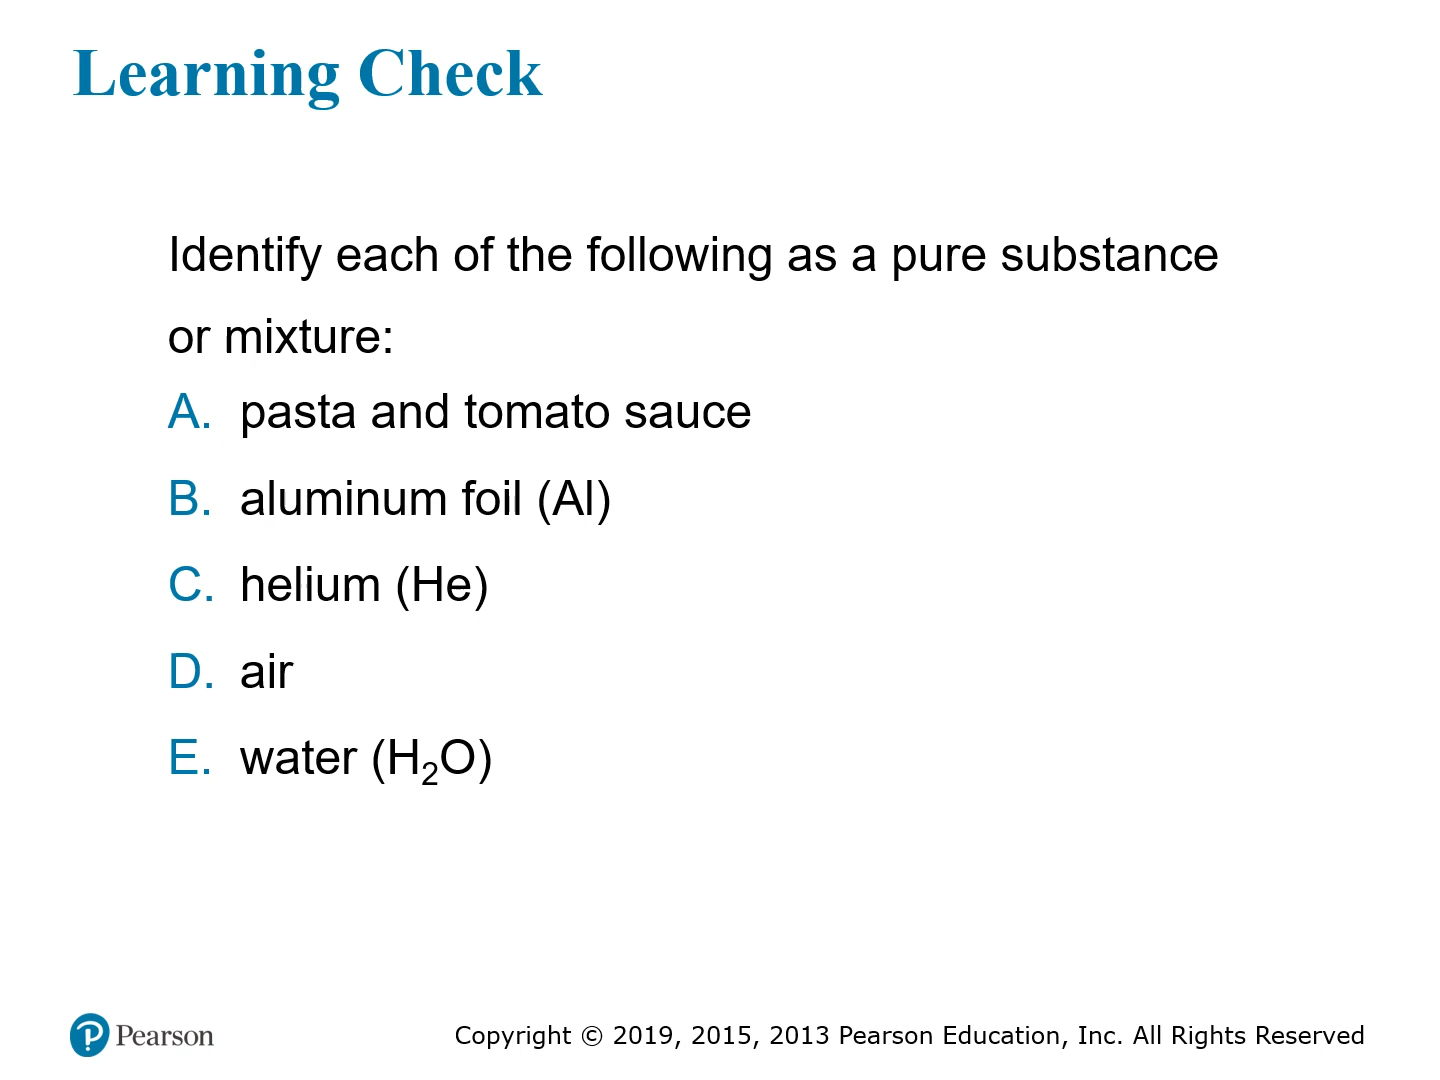 Learning Check
Identify each of the following as a pure substance
or mixture:
A. pasta and tomato sauce
B. aluminum foil (Al)
C. helium (He)
D. air
E. water (H₂O)
Pearson
Copyright © 2019, 2015, 2013 Pearson Education, Inc. All Rights Reserved